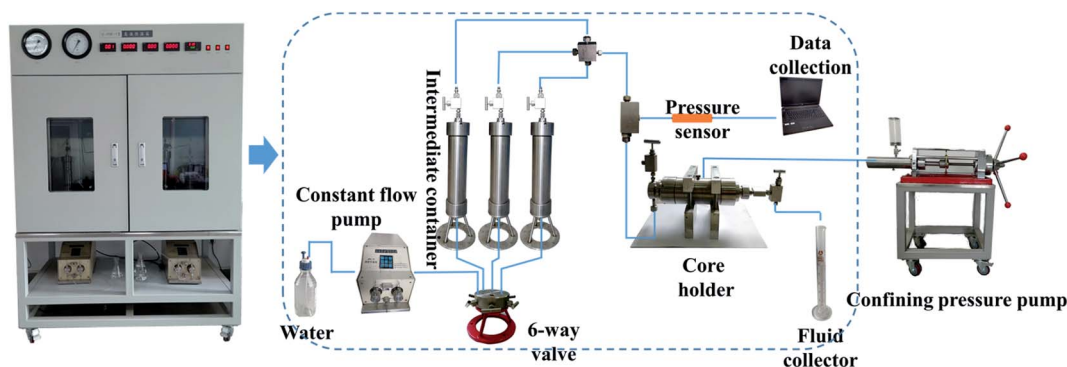 Data
collection
Intermediate container
Pressure
sensor
Constant flow
pump
Core
holder
Confining pressure pump
Water
6-way
valve
Fluid
collector